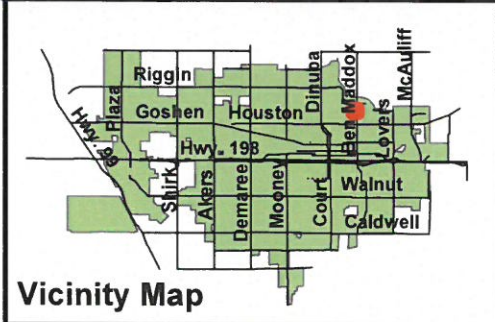 Riggin
Plaza
Goshen
Houston
Dinuba
Ben Maddox
Lovers
McAuliff
Hwy. 99
Hwy. 198
Shirk
Akers
Demaree
Mooney
Court
Walnut
Caldwell
Vicinity Map